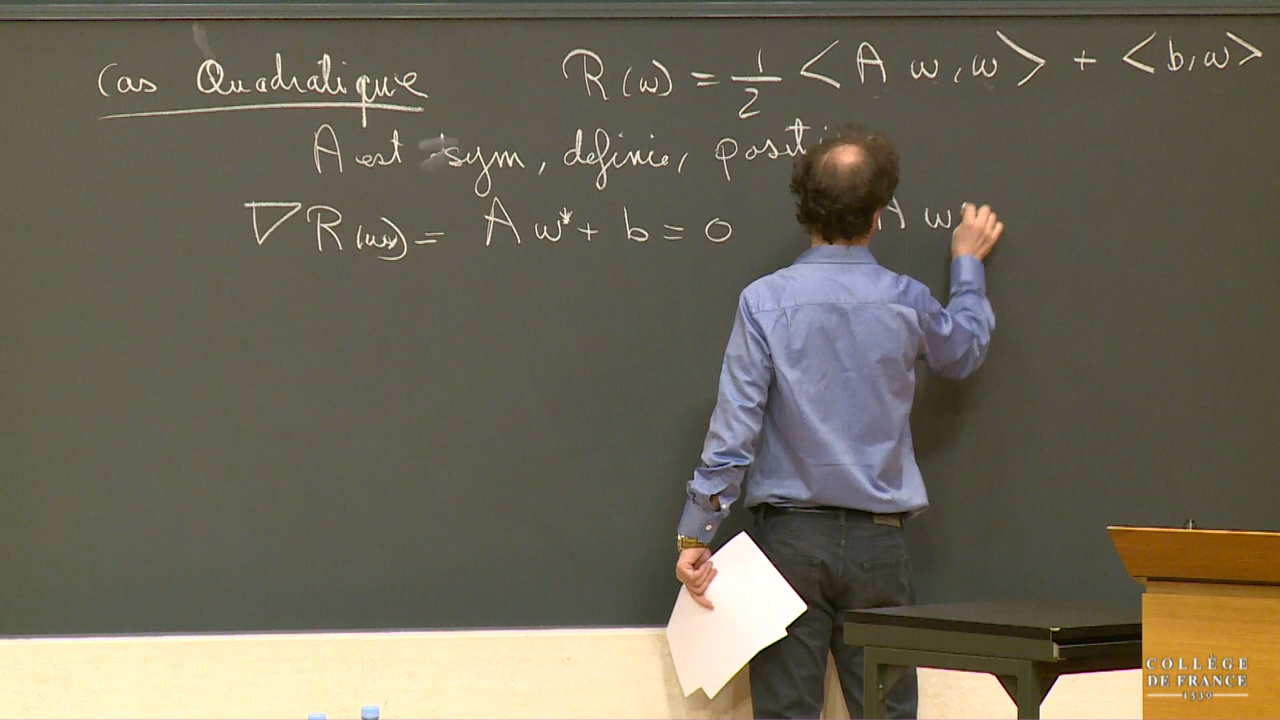 Cas Quadratique
R(w) = 1/2 <A w, w> + <b, w>
A est sym, definie, posit
∇R(w*) = A w* + b = 0 A w
COLLÈGE
DE FRANCE
1530